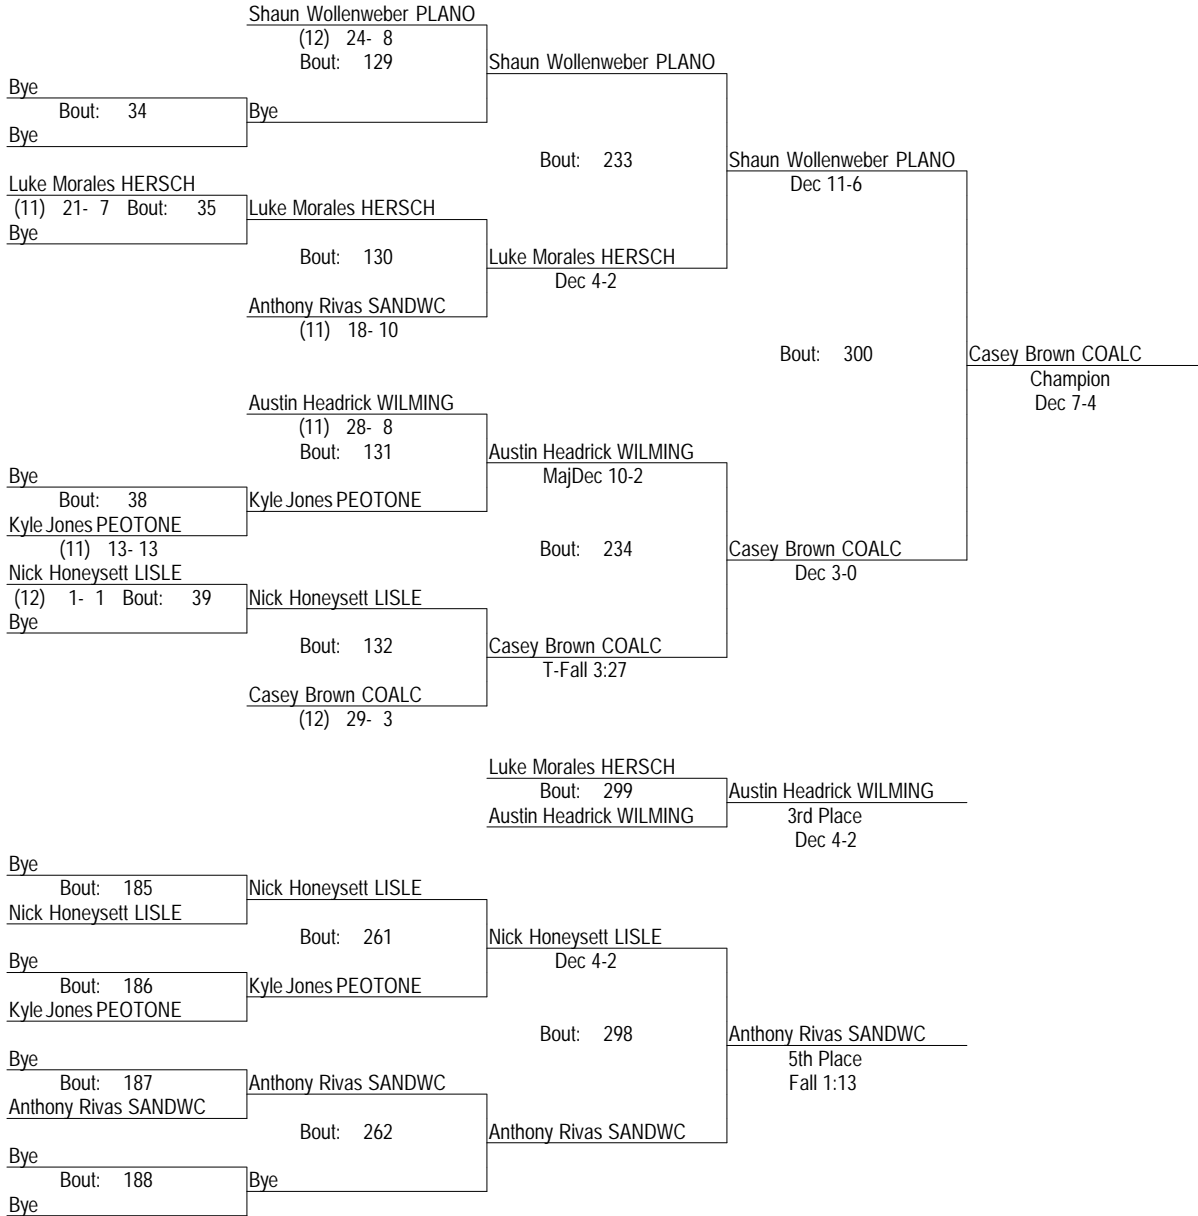 Shaun Wollenweber PLANO
(12) 24- 8
Bout: 129
Shaun Wollenweber PLANO
Bye
Bout: 34
Bye
Bye
Bout: 233
Shaun Wollenweber PLANO
Dec 11-6
Luke Morales HERSCH
(11) 21- 7 Bout: 35
Luke Morales HERSCH
Bye
Bout: 130
Luke Morales HERSCH
Dec 4-2
Anthony Rivas SANDWC
(11) 18- 10
Bout: 300
Casey Brown COALC
Champion
Dec 7-4
Austin Headrick WILMING
(11) 28- 8
Bout: 131
Austin Headrick WILMING
MajDec 10-2
Bye
Bout: 38
Kyle Jones PEOTONE
Kyle Jones PEOTONE
(11) 13- 13
Bout: 234
Casey Brown COALC
Dec 3-0
Nick Honeysett LISLE
(12) 1- 1 Bout: 39
Nick Honeysett LISLE
Bye
Bout: 132
Casey Brown COALC
T-Fall 3:27
Casey Brown COALC
(12) 29- 3
Luke Morales HERSCH
Bout: 299
Austin Headrick WILMING
Austin Headrick WILMING
3rd Place
Dec 4-2
Bye
Bout: 185
Nick Honeysett LISLE
Nick Honeysett LISLE
Bout: 261
Nick Honeysett LISLE
Dec 4-2
Bye
Bout: 186
Kyle Jones PEOTONE
Kyle Jones PEOTONE
Bout: 298
Anthony Rivas SANDWC
5th Place
Fall 1:13
Bye
Bout: 187
Anthony Rivas SANDWC
Anthony Rivas SANDWC
Bout: 262
Anthony Rivas SANDWC
Bye
Bout: 188
Bye
Bye